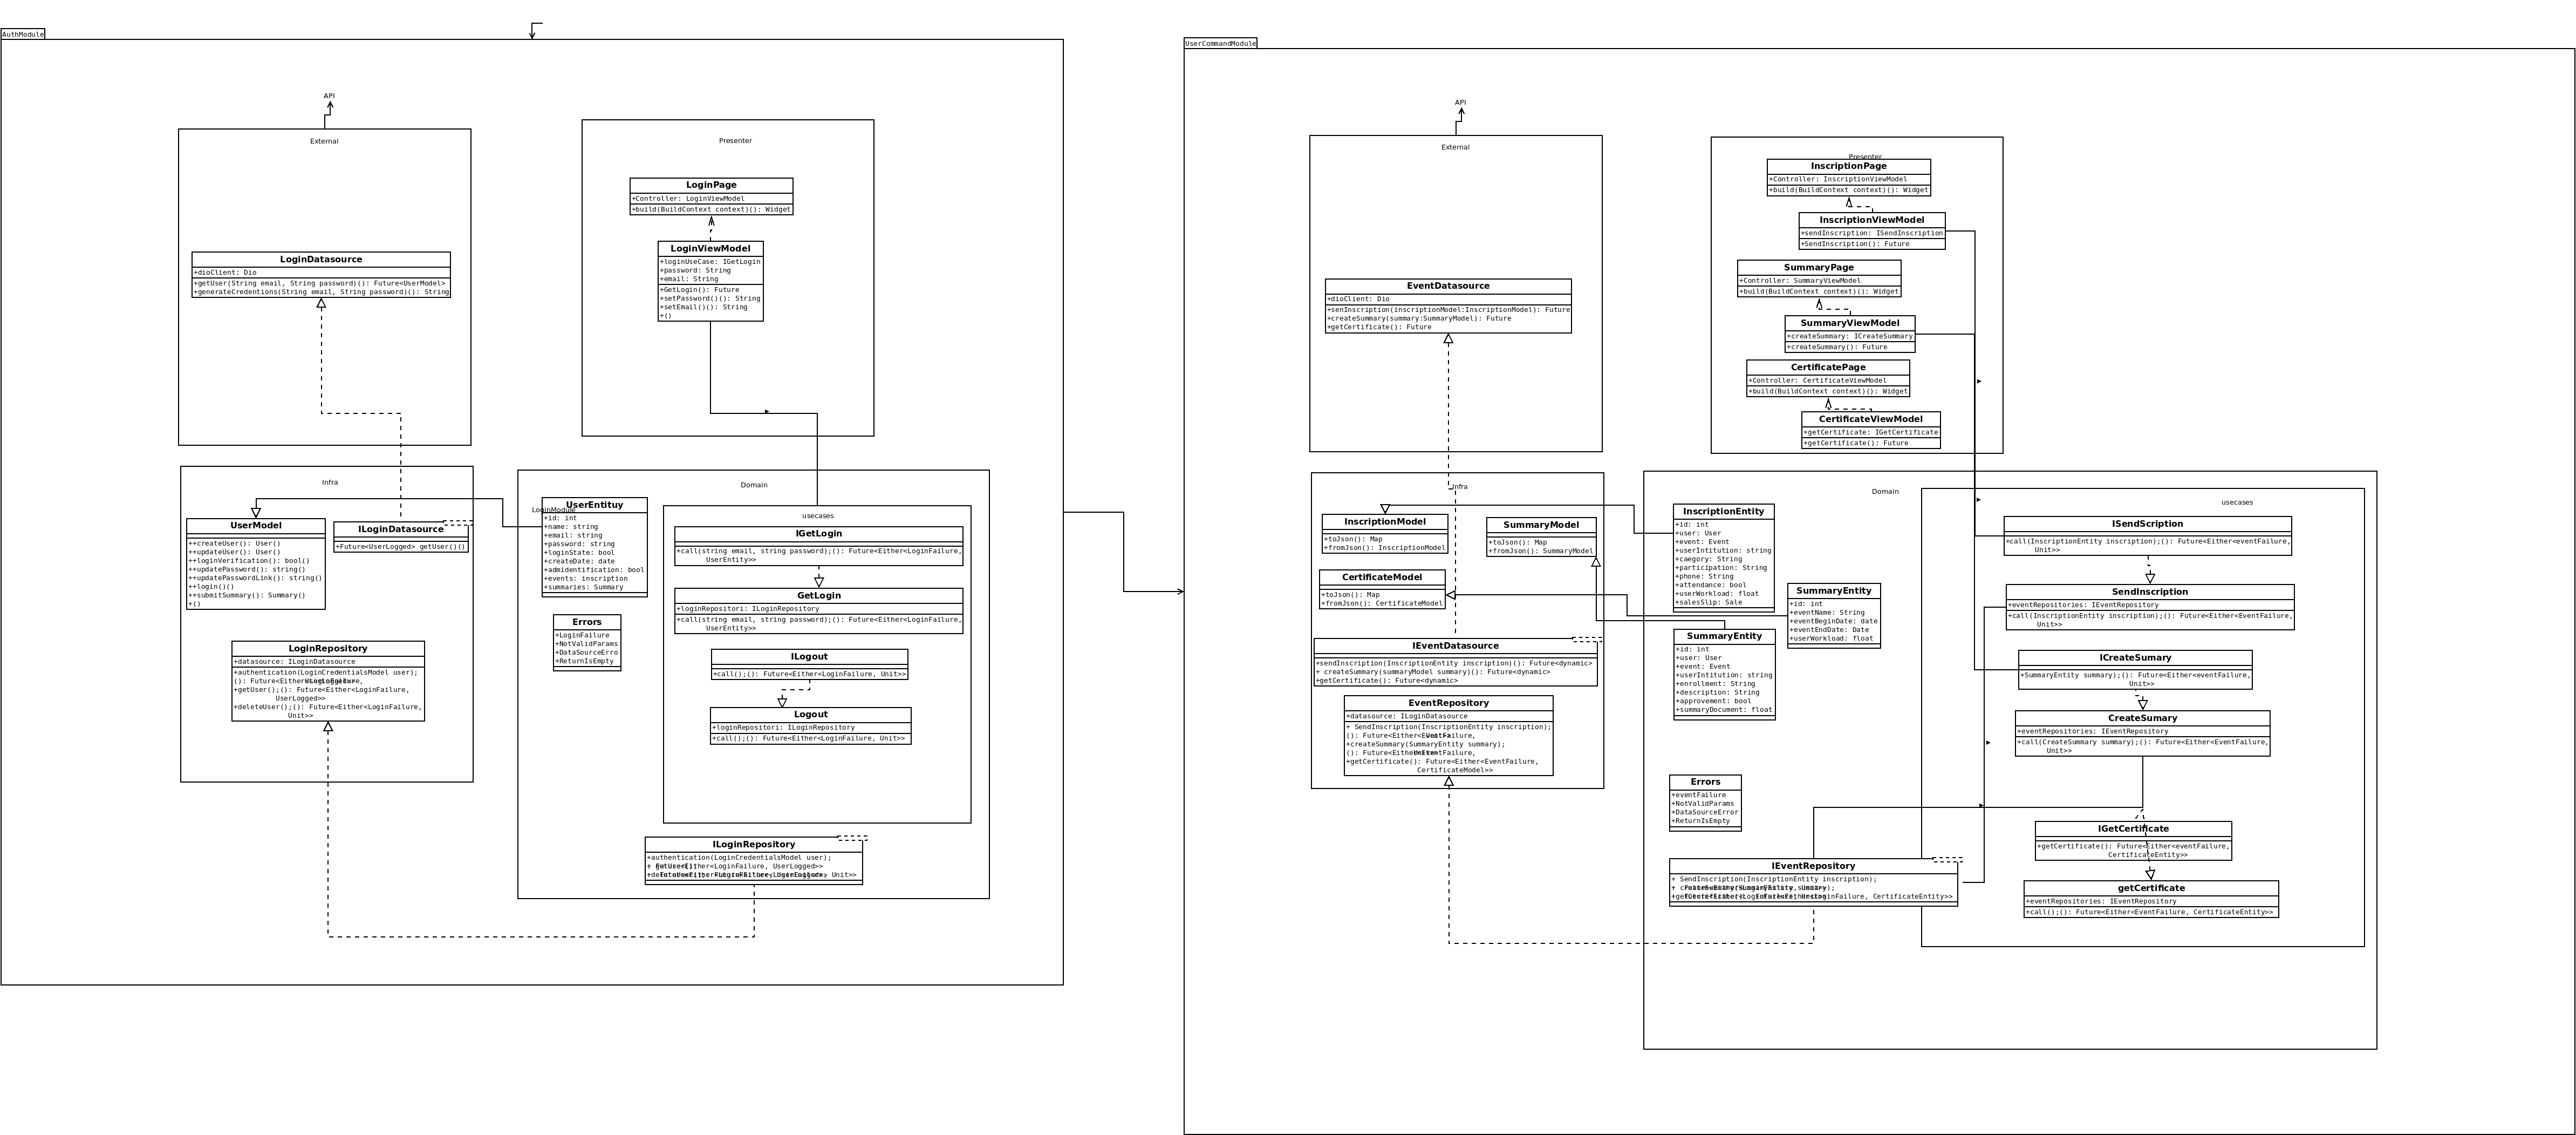 AuthModule
API
External
LoginDatasource
+dioClient: Dio
+getUser(String email, String password)(): Future<UserModel>
+generateCredentions(String email, String password)(): String
Presenter
LoginPage
+Controller: LoginViewModel
+build(BuildContext context)(): Widget
LoginViewModel
+loginUseCase: IGetLogin
+password: String
+email: String
+GetLogin(): Future
+setPassword()(): String
+setEmail()(): String
+()
Infra
UserModel
++createUser(): User()
++updateUser(): User()
++loginVerification(): bool()
++updatePassword(): string()
++updatePasswordLink(): string()
++login()()
++submitSummary(): Summary()
+()
ILoginDatasource
+Future<UserLogged> getUser()()
LoginRepository
+datasource: ILoginDatasource
+authentication(LoginCredentialsModel user);
(): Future<Either<LoginFailure,
+getUser();(): Future<Either<LoginFailure,
UserLogged>>
+deleteUser();(): Future<Either<LoginFailure,
Unit>>
Domain
LoginModule
UserEntituy
+id: int
+name: string
+email: string
+password: string
+loginState: bool
+createDate: date
+admidentification: bool
+events: inscription
+summaries: Summary
Errors
+LoginFailure
+NotValidParams
+DataSourceErro
+ReturnIsEmpty
usecases
IGetLogin
+call(string email, string password);(): Future<Either<LoginFailure,
UserEntity>>
GetLogin
+loginRepositori: ILoginRepository
+call(string email, string password);(): Future<Either<LoginFailure,
UserEntity>>
ILogout
+call();(): Future<Either<LoginFailure, Unit>>
Logout
+loginRepositori: ILoginRepository
+call();(): Future<Either<LoginFailure, Unit>>
ILoginRepository
+authentication(LoginCredentialsModel user);
UserCommandModule
API
External
EventDatasource
+dioClient: Dio
+senInscription(inscriptionModel:InscriptionModel): Future
+createSummary(summary:SummaryModel): Future
+getCertificate(): Future
Presenter
InscriptionPage
+Controller: InscriptionViewModel
+build(BuildContext context)(): Widget
InscriptionViewModel
+sendInscription: ISendInscription
+SendInscription(): Future
SummaryPage
+Controller: SummaryViewModel
+build(BuildContext context)(): Widget
SummaryViewModel
+createSummary: ICreateSummary
+createSummary(): Future
CertificatePage
+Controller: CertificateViewModel
+build(BuildContext context)(): Widget
CertificateViewModel
+getCertificate: IGetCertificate
+getCertificate(): Future
Infra
InscriptionModel
+toJson(): Map
+fromJson(): InscriptionModel
SummaryModel
+toJson(): Map
+fromJson(): SummaryModel
CertificateModel
+toJson(): Map
+fromJson(): CertificateModel
IEventDatasource
+sendInscription(InscriptionEntity inscription)(): Future<dynamic>
+ createSummary(summaryModel summary)(): Future<dynamic>
+getCertificate(): Future<dynamic>
EventRepository
+datasource: ILoginDatasource
+ SendInscription(InscriptionEntity inscription);
(): Future<Either<EventFailure,
+createSummary(SummaryEntity summary);
(): Future<Either<EventFailure,
+getCertificate(): Future<Either<EventFailure,
CertificateModel>>
Domain
InscriptionEntity
+id: int
+user: User
+event: Event
+userIntitution: string
+caegory: String
+participation: String
+phone: String
+attendance: bool
+userWorkload: float
+salesSlip: Sale
SummaryEntity
+id: int
+eventName: String
+eventBeginDate: date
+eventEndDate: Date
+userWorkload: float
SummaryEntity
+id: int
+user: User
+event: Event
+userIntitution: string
+enrollment: String
+description: String
+approvement: bool
+summaryDocument: float
Errors
+eventFailure
+NotValidParams
+DataSourceError
+ReturnIsEmpty
IEventRepository
+ SendInscription(InscriptionEntity inscription);
usecases
ISendScription
+call(InscriptionEntity inscription);(): Future<Either<eventFailure,
Unit>>
SendInscription
+eventRepositories: IEventRepository
+call(InscriptionEntity inscription);(): Future<Either<EventFailure,
Unit>>
ICreateSumary
+SummaryEntity summary);(): Future<Either<eventFailure,
Unit>>
CreateSumary
+eventRepositories: IEventRepository
+call(CreateSummary summary);(): Future<Either<EventFailure,
Unit>>
IGetCertificate
+getCertificate(): Future<Either<eventFailure,
CertificateEntity>>
getCertificate
+eventRepositories: IEventRepository
+call();(): Future<Either<EventFailure, CertificateEntity>>